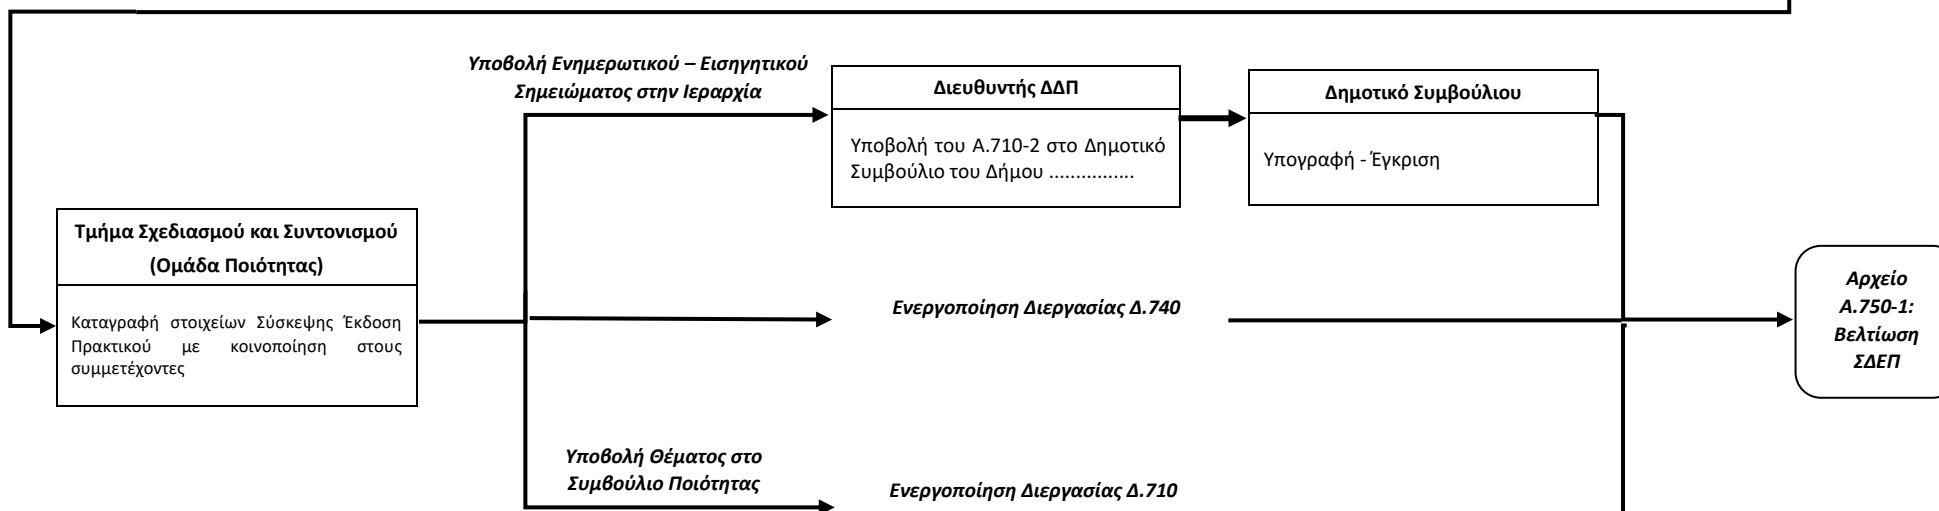 Υποβολή Ενημερωτικού – Εισηγητικού
Σημειώματος στην Ιεραρχία
Διευθυντής ΔΔΠ
Υποβολή του Α.710-2 στο Δημοτικό
Συμβούλιο του Δήμου ................
Δημοτικό Συμβούλιου
Υπογραφή - Έγκριση
Τμήμα Σχεδιασμού και Συντονισμού
(Ομάδα Ποιότητας)
Καταγραφή στοιχείων Σύσκεψης Έκδοση
Πρακτικού με κοινοποίηση στους
συμμετέχοντες
Ενεργοποίηση Διεργασίας Δ.740
Αρχείο
Α.750-1:
Βελτίωση
ΣΔΕΠ
Υποβολή Θέματος στο
Συμβούλιο Ποιότητας
Ενεργοποίηση Διεργασίας Δ.710